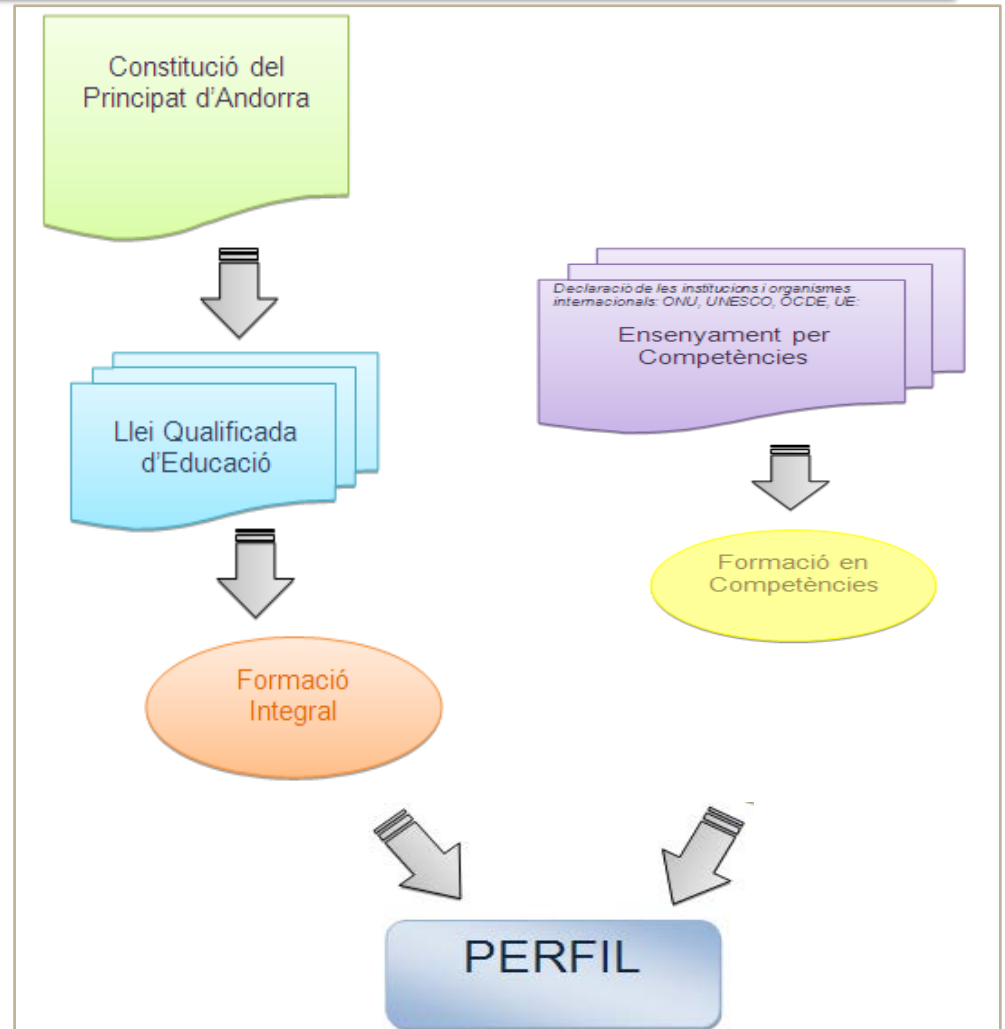 Constitució del
Principat d'Andorra
Declaració de les institucions i organismes
internacionals: ONU, UNESCO, OCDE, UE:
Ensenyament per
Competències
Llei Qualificada
d'Educació
Formació en
Competències
Formació
Integral
PERFIL